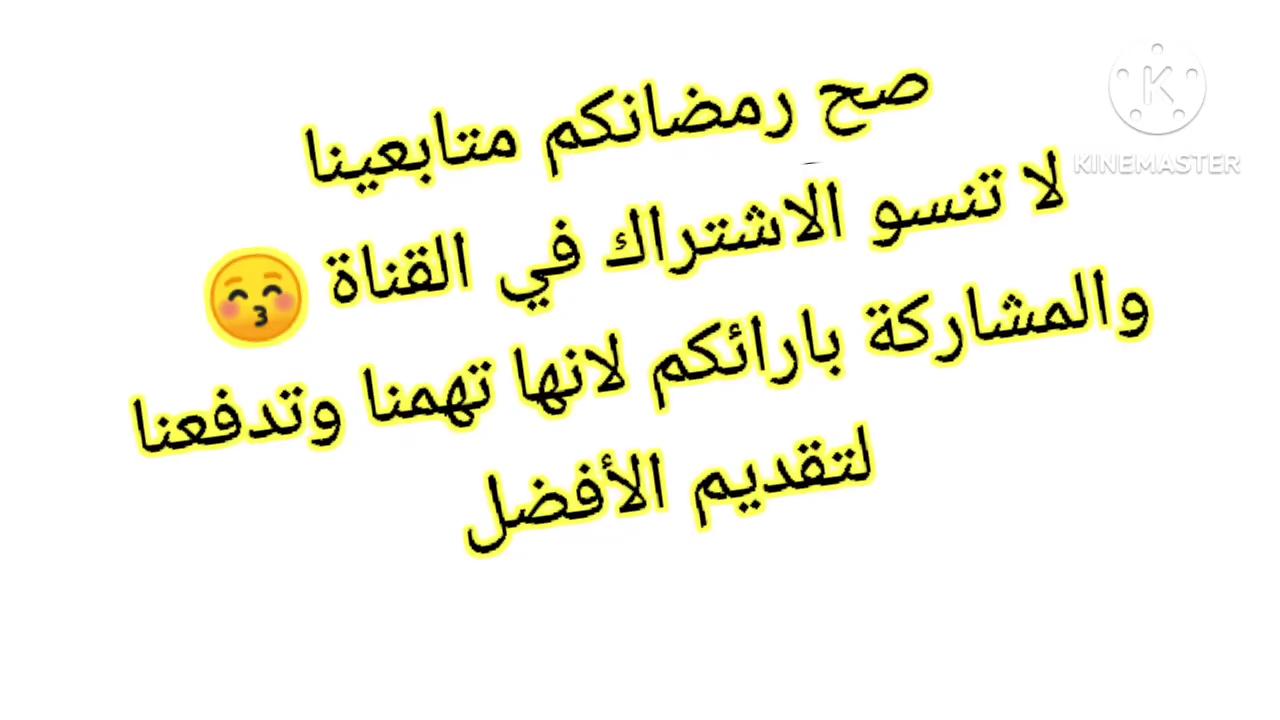 صح رمضانكم متابعينا
لا تنسو الاشتراك في القناة 😚
والمشاركة بارائكم لانها تهمنا وتدفعنا
لتقديم الأفضل
KINEMASTER